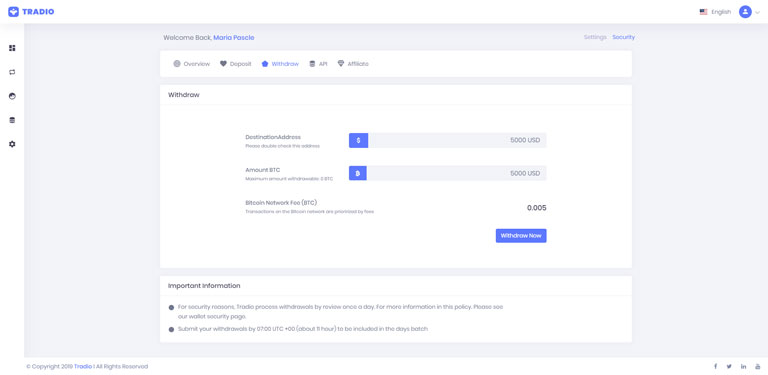 TRADIO
English
Welcome Back, Maria Pascle
Settings Security
Overview Deposit Withdraw API Affiliate
Withdraw
DestinationAddress
Please double check this address
$ 5000 USD
Amount BTC
Maximum amount withdrawable: 0 BTC
5000 USD
Bitcoin Network Fee (BTC)
Transactions on the Bitcoin network are priorirised by fees
0.005
Withdraw Now
Important Information
For security reasons, Tradio process withdrawals by review once a day. For more information in this policy. Please see
our wallet security page.
Submit your withdrawals by 07:00 UTC +00 (about 11 hour) to be included in the days batch
© Copyright 2019 Tradio I All Rights Reserved